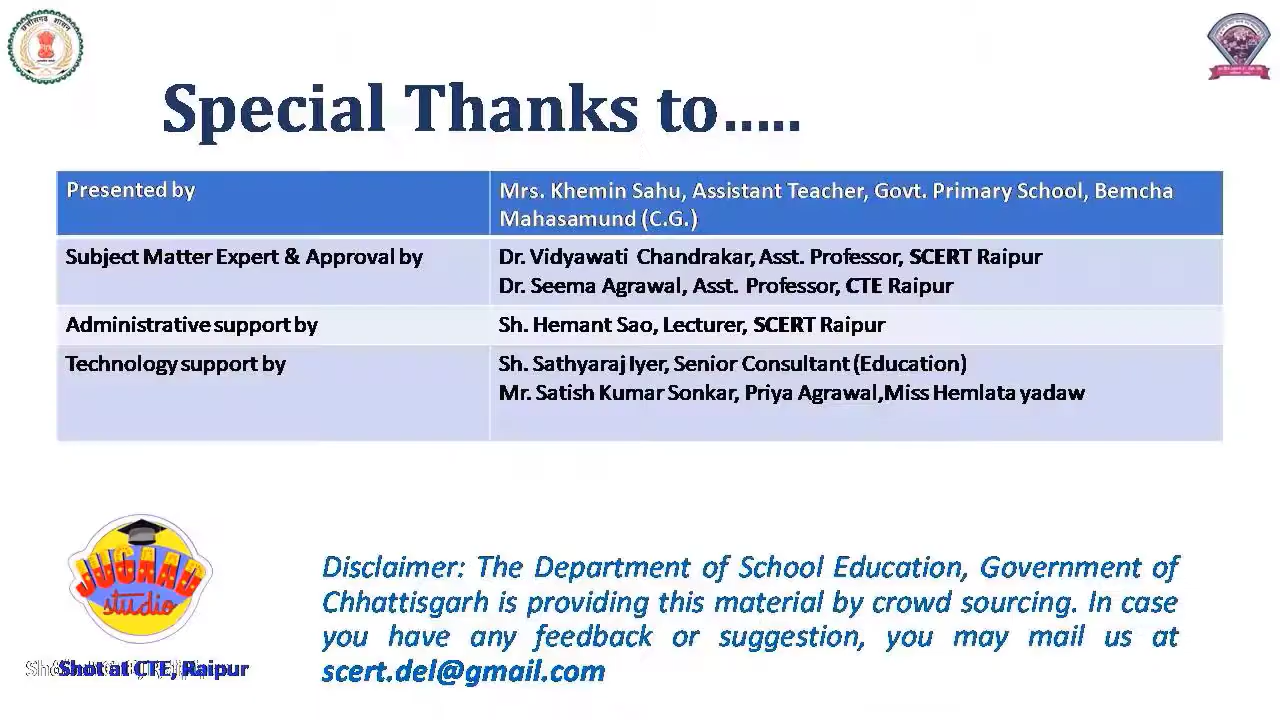 छत्तीसगढ़ शासन
Special Thanks to.....
Presented by
Mrs. Khemin Sahu, Assistant Teacher, Govt. Primary School, Bemcha
Mahasamund (C.G.)
Subject Matter Expert & Approval by
Dr. Vidyawati Chandrakar, Asst. Professor, SCERT Raipur
Dr. Seema Agrawal, Asst. Professor, CTE Raipur
Administrative support by
Sh. Hemant Sao, Lecturer, SCERT Raipur
Technology support by
Sh. Sathyaraj Iyer, Senior Consultant (Education)
Mr. Satish Kumar Sonkar, Priya Agrawal,Miss Hemlata yadaw
JUGAAD
studio
Shot at CTE, Raipur
Disclaimer: The Department of School Education, Government of
Chhattisgarh is providing this material by crowd sourcing. In case
you have any feedback or suggestion, you may mail us at
scert.del@gmail.com